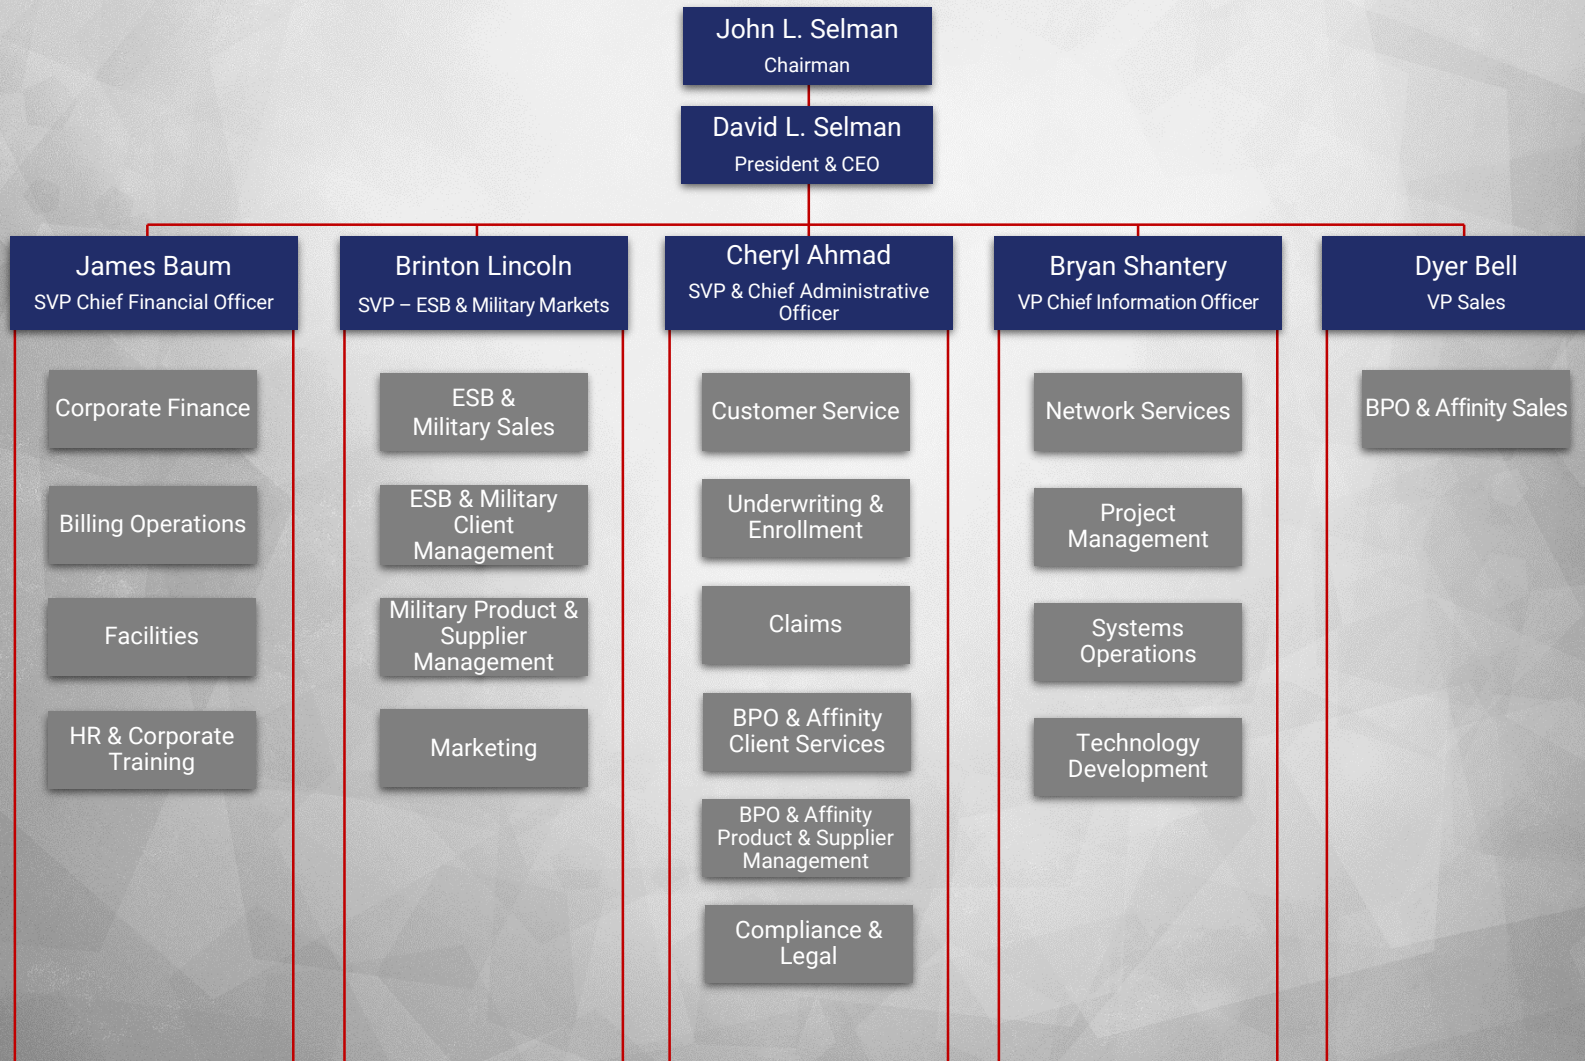 John L. Selman
Chairman
David L. Selman
President & CEO
James Baum
SVP Chief Financial Officer
Corporate Finance
Billing Operations
Facilities
HR & Corporate
Training
Brinton Lincoln
SVP – ESB & Military Markets
ESB &
Military Sales
ESB & Military
Client
Management
Military Product &
Supplier
Management
Marketing
Cheryl Ahmad
SVP & Chief Administrative
Officer
Customer Service
Underwriting &
Enrollment
Claims
BPO & Affinity
Client Services
BPO & Affinity
Product & Supplier
Management
Compliance &
Legal
Bryan Shantery
VP Chief Information Officer
Network Services
Project
Management
Systems
Operations
Technology
Development
Dyer Bell
VP Sales
BPO & Affinity Sales